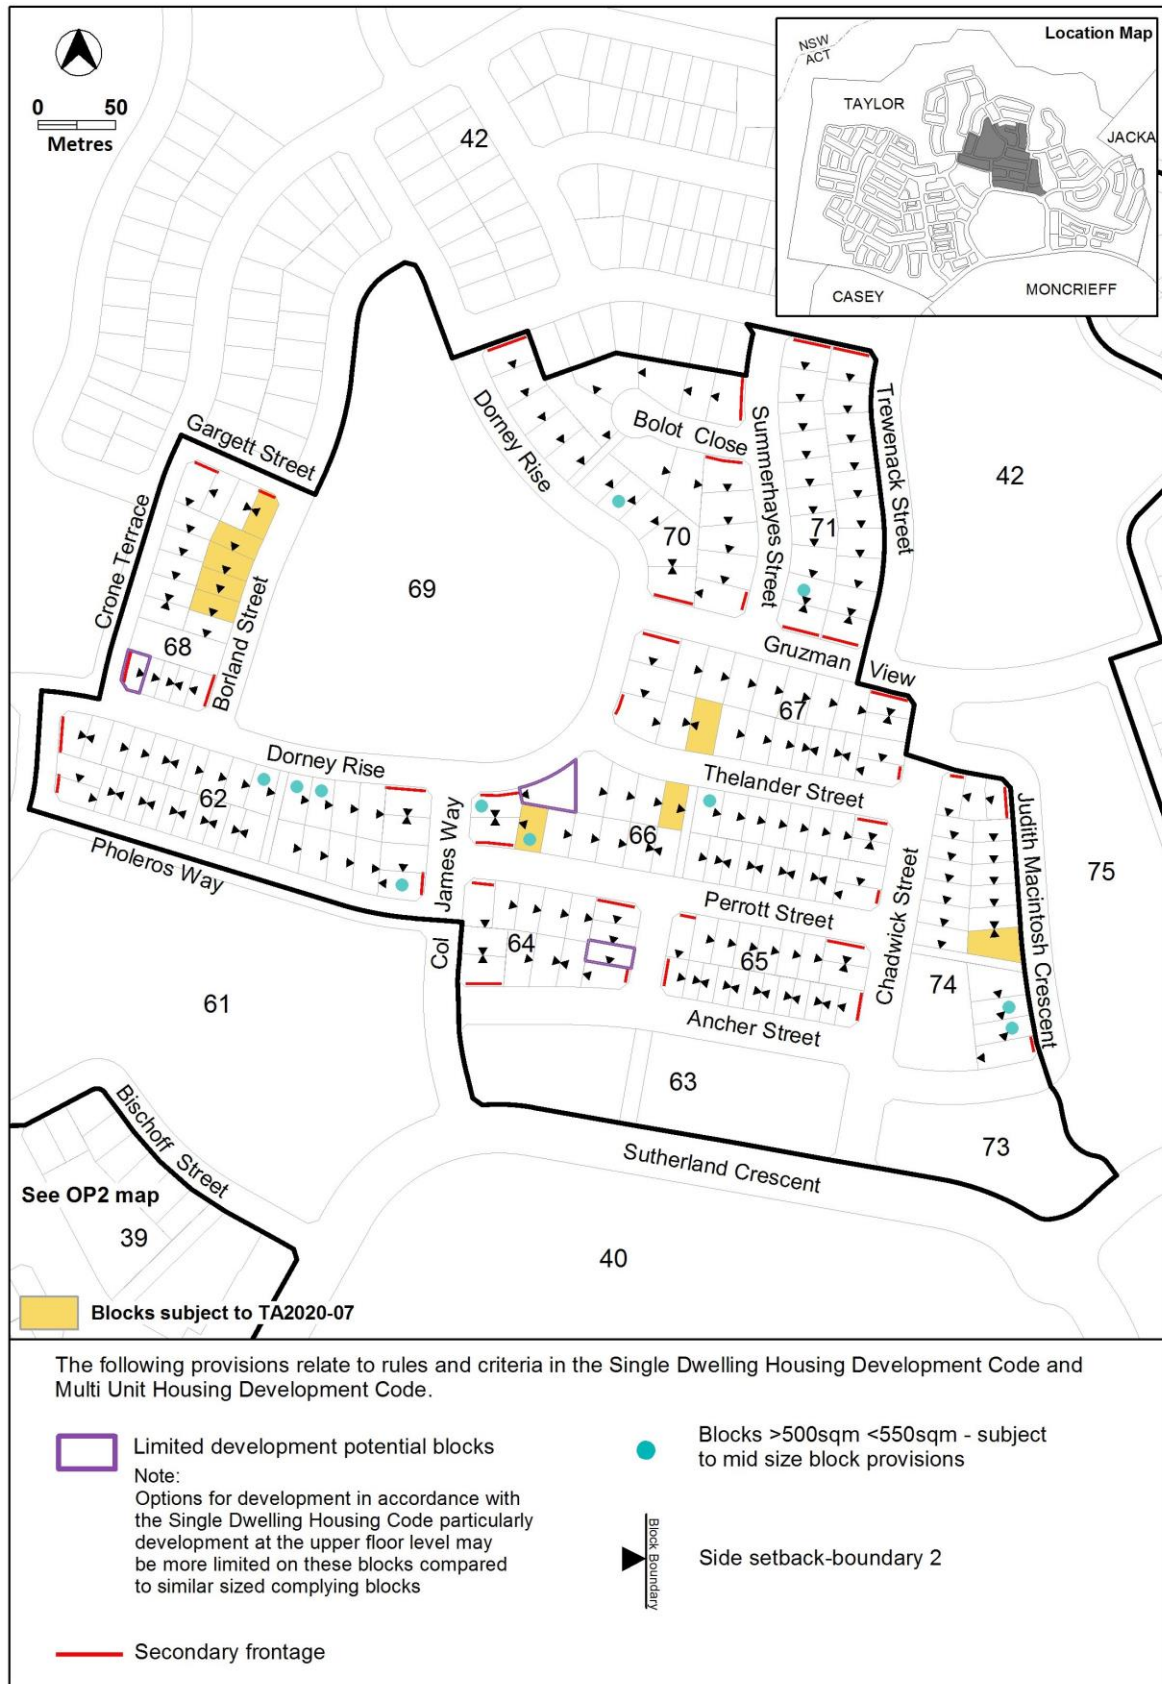 Location Map
NSW
ACT
TAYLOR
JACKA
CASEY
MONCRIEFF
0 50
Metres
42
Gargett Street
Crone Terrace
Borland Street
68
69
Dorney Rise
Bolot Close
Summerhayes Street
Trewenack Street
70
71
42
Gruzman View
67
Dorney Rise
Thelander Street
62
66
James Way
Col
Pholeros Way
Perrott Street
Chadwick Street
Judith Macintosh Crescent
75
64
65
74
61
Ancher Street
63
73
Sutherland Crescent
Bischoff Street
See OP2 map
39
40
Blocks subject to TA2020-07
The following provisions relate to rules and criteria in the Single Dwelling Housing Development Code and
Multi Unit Housing Development Code.
Limited development potential blocks
Note:
Options for development in accordance with
the Single Dwelling Housing Code particularly
development at the upper floor level may
be more limited on these blocks compared
to similar sized complying blocks
Secondary frontage
Blocks >500sqm <550sqm - subject
to mid size block provisions
Block Boundary
Side setback-boundary 2